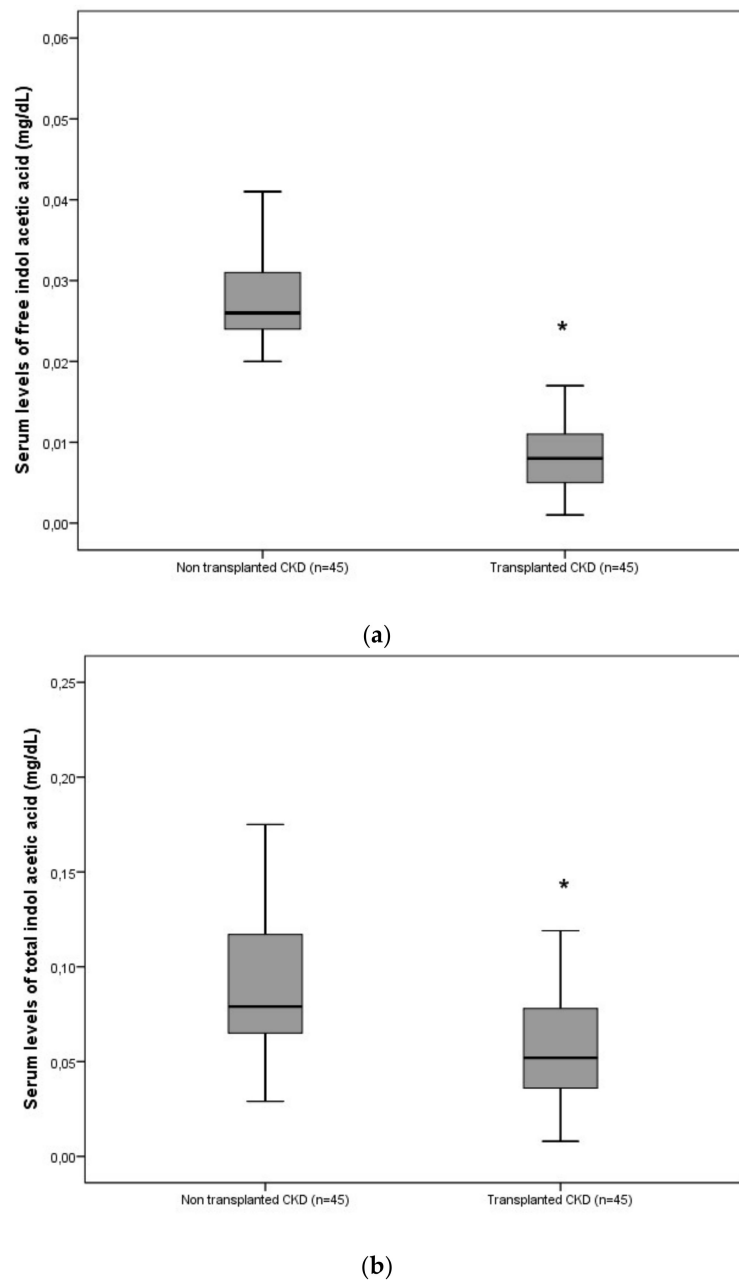 Serum levels of free indol acetic acid (mg/dL)
0,06
0,05
0,04
0,03
0,02
0,01
0,00
*
Non transplanted CKD (n=45) Transplanted CKD (n=45)
(a)
Serum levels of total indol acetic acid (mg/dL)
0,25
0,20
0,15
0,10
0,05
0,00
*
Non transplanted CKD (n=45) Transplanted CKD (n=45)
(b)